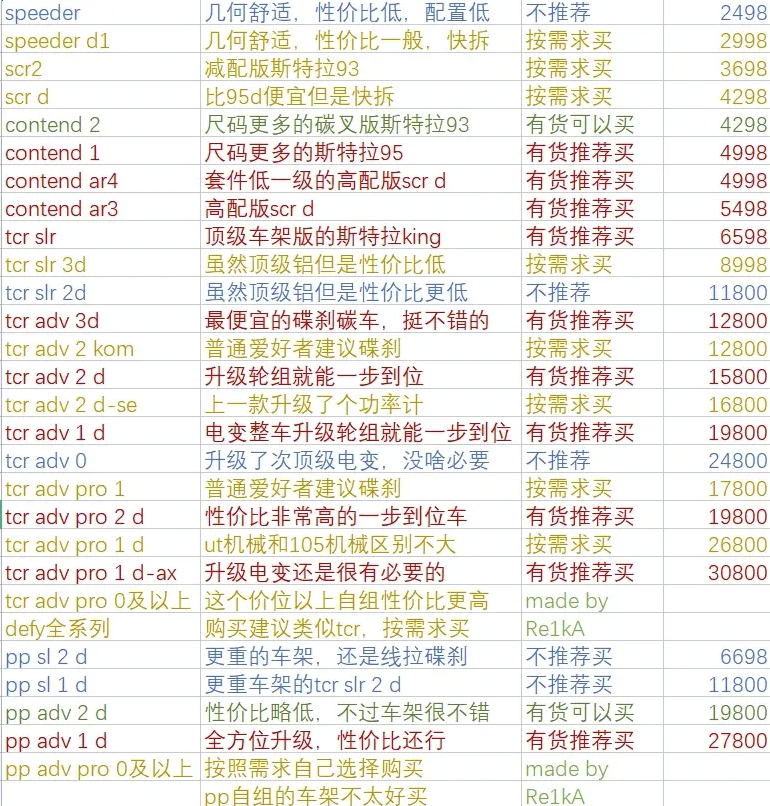 speeder 几何舒适，性价比低，配置低 不推荐 2498
speeder d1 几何舒适，性价比一般，快拆 按需求买 2998
scr2 减配版斯特拉93 按需求买 3698
scr d 比95d便宜但是快拆 按需求买 4298
contend 2 尺码更多的碳叉版斯特拉93 有货可以买 4298
contend 1 尺码更多的斯特拉95 有货推荐买 4998
contend ar4 套件低一级的高配版scr d 有货推荐买 4998
contend ar3 高配版scr d 有货推荐买 5498
tcr slr 顶级车架版的斯特拉king 有货推荐买 6598
tcr slr 3d 虽然顶级铝但是性价比低 按需求买 8998
tcr slr 2d 虽然顶级铝但是性价比更低 不推荐 11800
tcr adv 3d 最便宜的碟刹碳车，挺不错的 有货推荐买 12800
tcr adv 2 kom 普通爱好者建议碟刹 按需求买 12800
tcr adv 2 d 升级轮组就能一步到位 有货推荐买 15800
tcr adv 2 d-se 上一款升级了个功率计 按需求买 16800
tcr adv 1 d 电变整车升级轮组就能一步到位 有货推荐买 19800
tcr adv 0 升级了次顶级电变，没啥必要 不推荐 24800
tcr adv pro 1 普通爱好者建议碟刹 按需求买 17800
tcr adv pro 2 d 性价比非常高的一步到位车 有货推荐买 19800
tcr adv pro 1 d ut机械和105机械区别不大 按需求买 26800
tcr adv pro 1 d-ax 升级电变还是很有必要的 有货推荐买 30800
tcr adv pro 0及以上 这个价位以上自组性价比更高 made by
defy全系列 购买建议类似tcr，按需求买 Re1kA
pp sl 2 d 更重的车架，还是线拉碟刹 不推荐买 6698
pp sl 1 d 更重车架的tcr slr 2 d 不推荐买 11800
pp adv 2 d 性价比略低，不过车架很不错 有货可以买 19800
pp adv 1 d 全方位升级，性价比还行 有货推荐买 27800
pp adv pro 0及以上 按照需求自己选择购买 made by
pp自组的车架不太好买 Re1kA